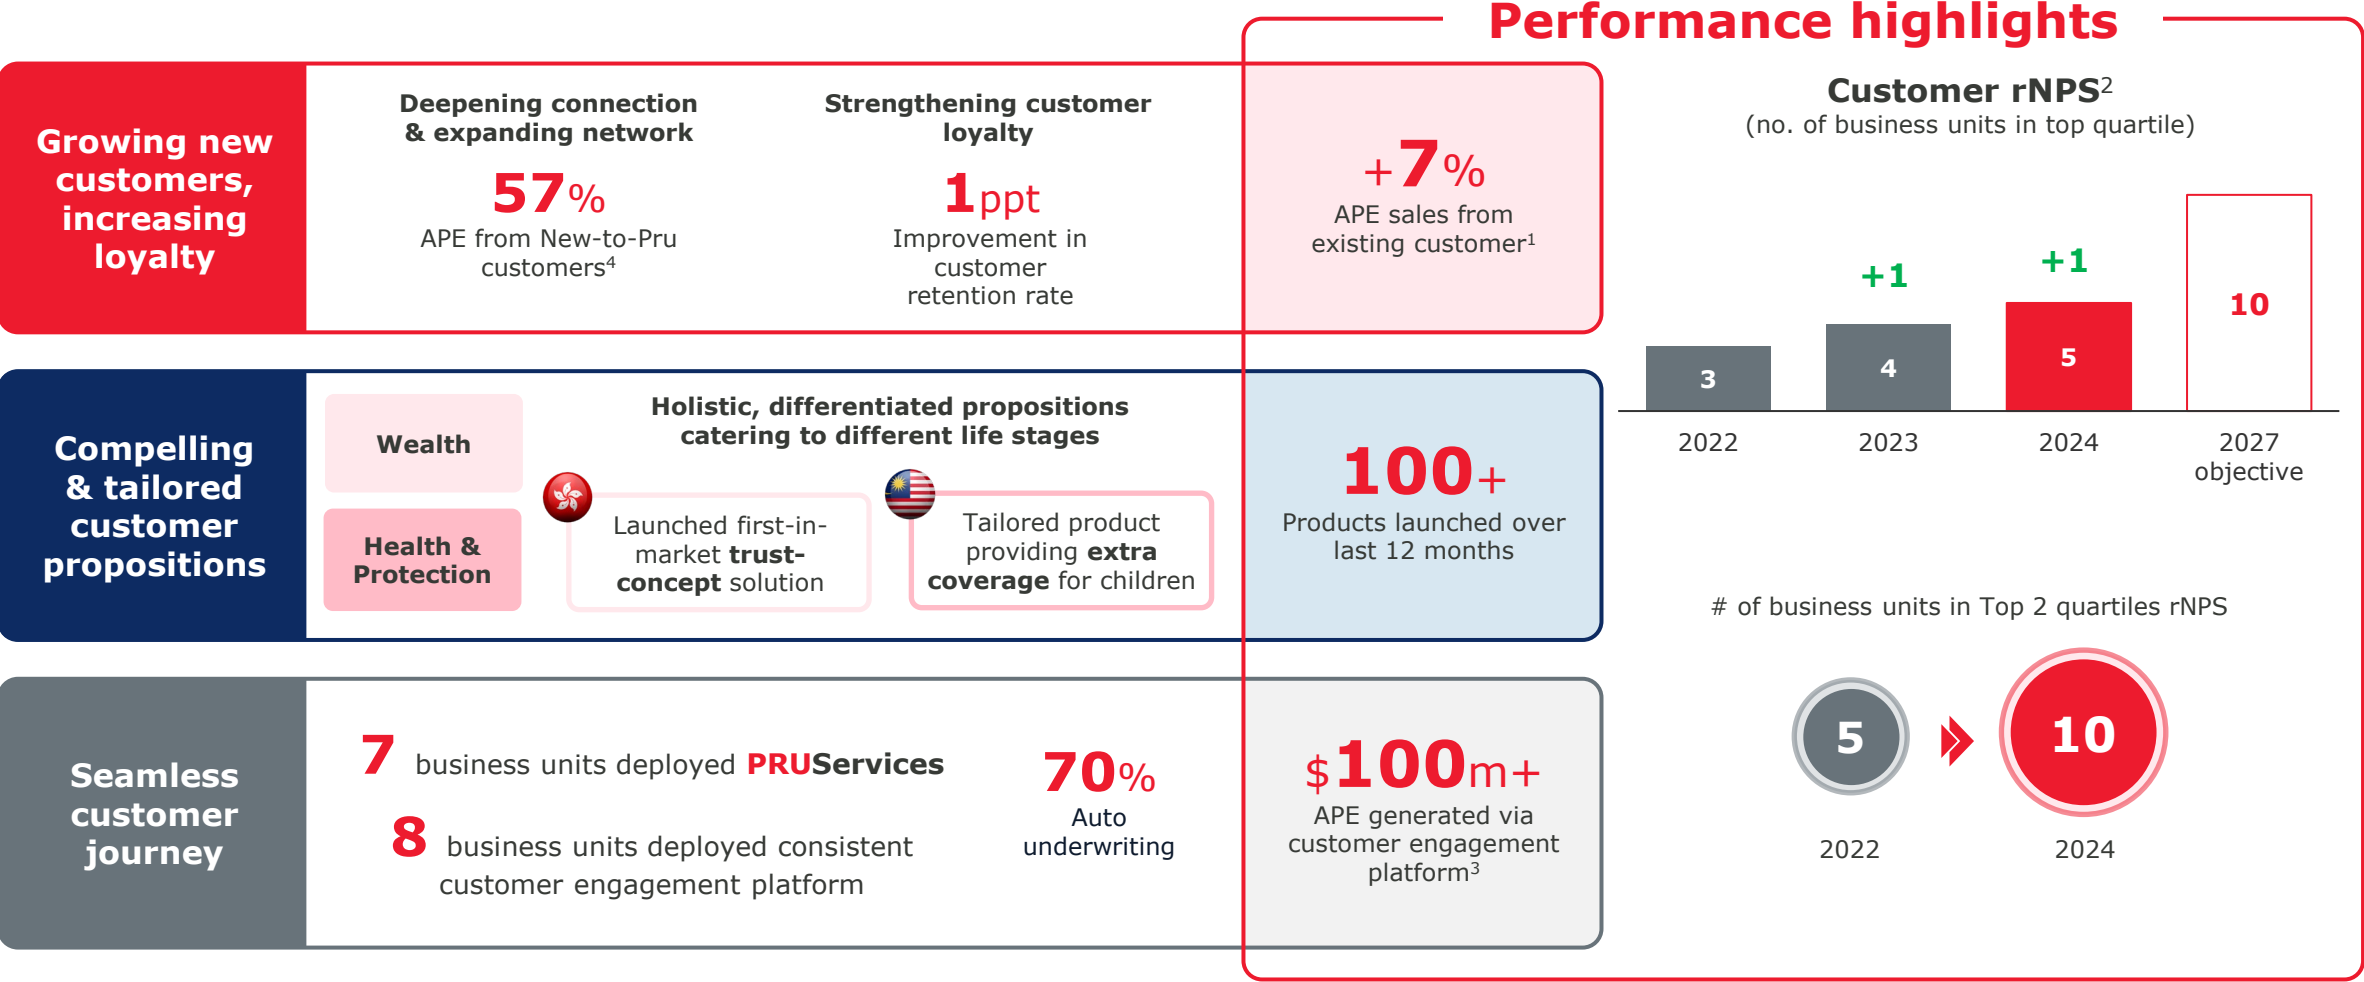 Performance highlights
Growing new
customers,
increasing
loyalty
Deepening connection
& expanding network
57%
APE from New-to-Pru
customers⁴
Strengthening customer
loyalty
1ppt
Improvement in
customer
retention rate
+7%
APE sales from
existing customer¹
Compelling
& tailored
customer
propositions
Wealth
Health &
Protection
Holistic, differentiated propositions
catering to different life stages
Launched first-in-
market trust-
concept solution
Tailored product
providing extra
coverage for children
100+
Products launched over
last 12 months
Seamless
customer
journey
7 business units deployed PRUServices
8 business units deployed consistent
customer engagement platform
70%
Auto
underwriting
$100m+
APE generated via
customer engagement
platform³
Customer rNPS²
(no. of business units in top quartile)
+1
+1
3
4
5
10
2022
2023
2024
2027
objective
# of business units in Top 2 quartiles rNPS
5
10
2022
2024